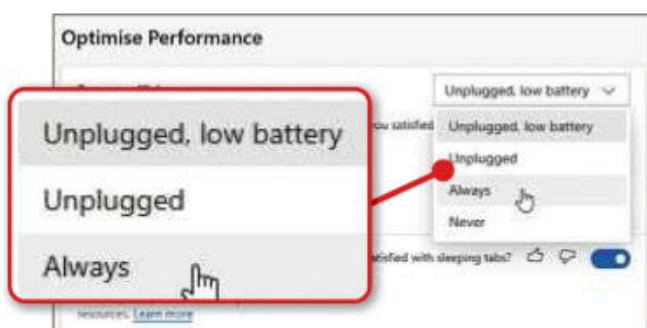 Optimise Performance
Unplugged, low battery
you satisfied
Unplugged, low battery
Unplugged
Always
Never
Unplugged, low battery
Unplugged
Always
satisfied with sleeping tabs?
resources. Learn more